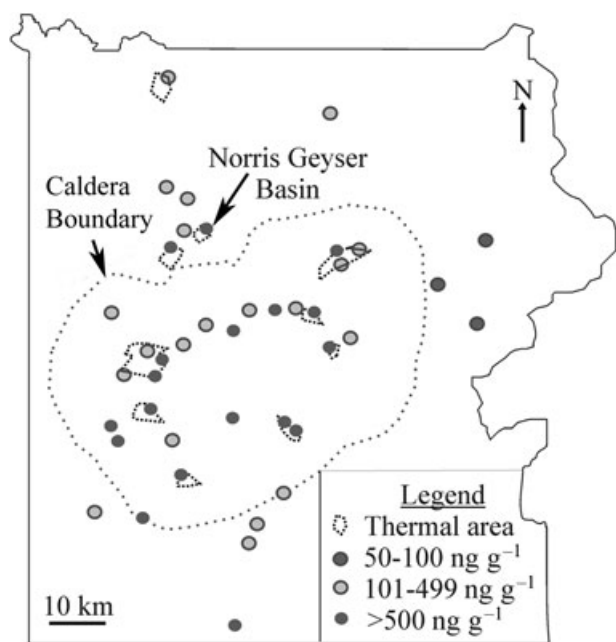 N
Norris Geyser
Basin
Caldera
Boundary
Legend
Thermal area
50-100 ng g⁻¹
101-499 ng g⁻¹
>500 ng g⁻¹
10 km